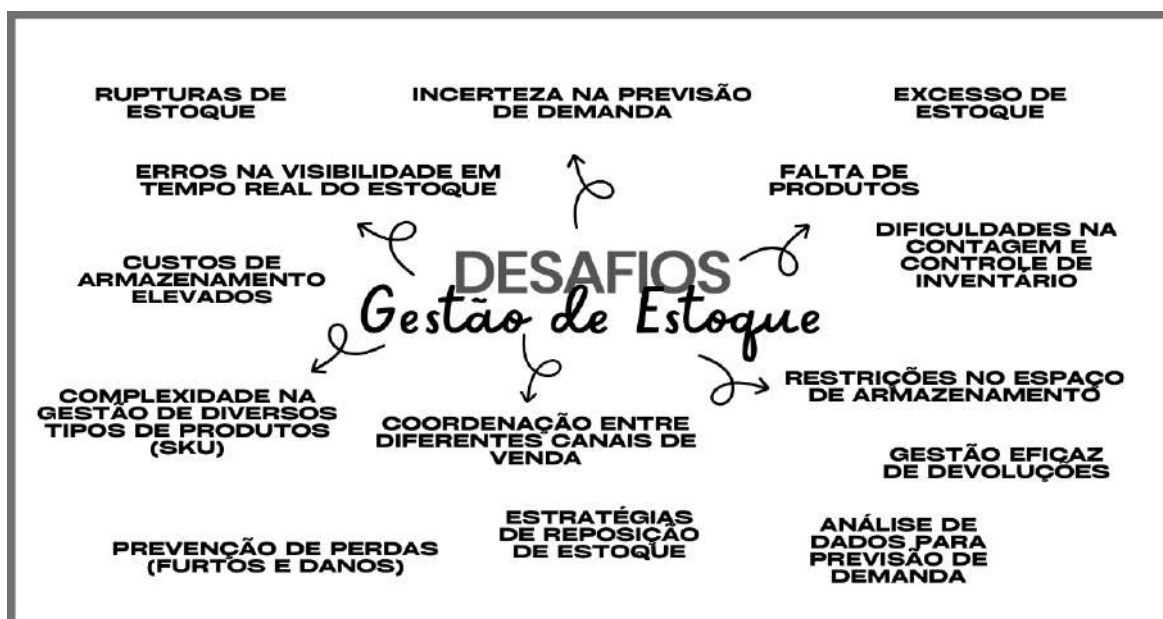 RUPTURAS DE
ESTOQUE
INCERTEZA NA PREVISÃO
DE DEMANDA
EXCESSO DE
ESTOQUE
ERROS NA VISIBILIDADE EM
TEMPO REAL DO ESTOQUE
FALTA DE
PRODUTOS
DIFICULDADES NA
CONTAGEM E
CONTROLE DE
INVENTÁRIO
CUSTOS DE
ARMAZENAMENTO
ELEVADOS
DESAFIOS
Gestão de Estoque
COMPLEXIDADE NA
GESTÃO DE DIVERSOS
TIPOS DE PRODUTOS
(SKU)
COORDENAÇÃO ENTRE
DIFERENTES CANAIS DE
VENDA
RESTRIÇÕES NO ESPAÇO
DE ARMAZENAMENTO
GESTÃO EFICAZ
DE DEVOLUÇÕES
PREVENÇÃO DE PERDAS
(FURTOS E DANOS)
ESTRATÉGIAS
DE REPOSIÇÃO
DE ESTOQUE
ANÁLISE DE
DADOS PARA
PREVISÃO DE
DEMANDA